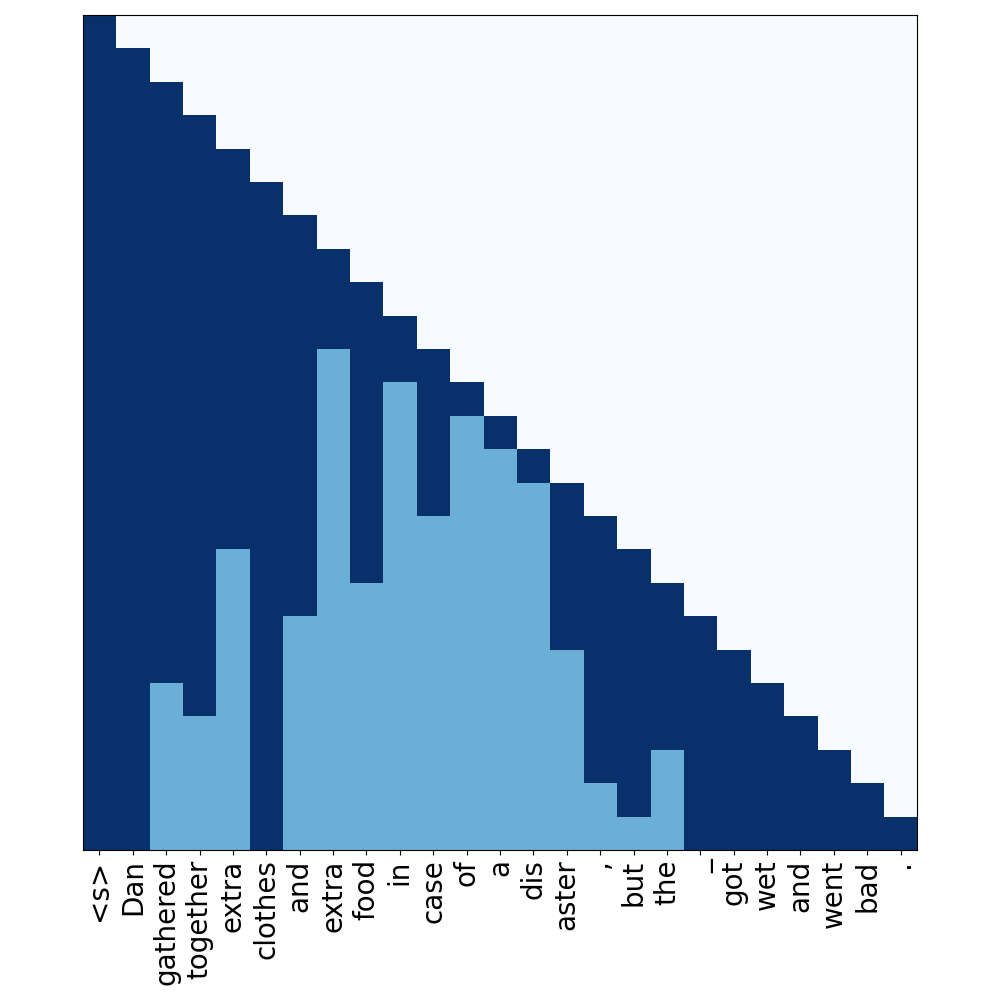 <s> Dan gathered together extra clothes and extra food in case of a dis aster , but the _ got wet and went bad .